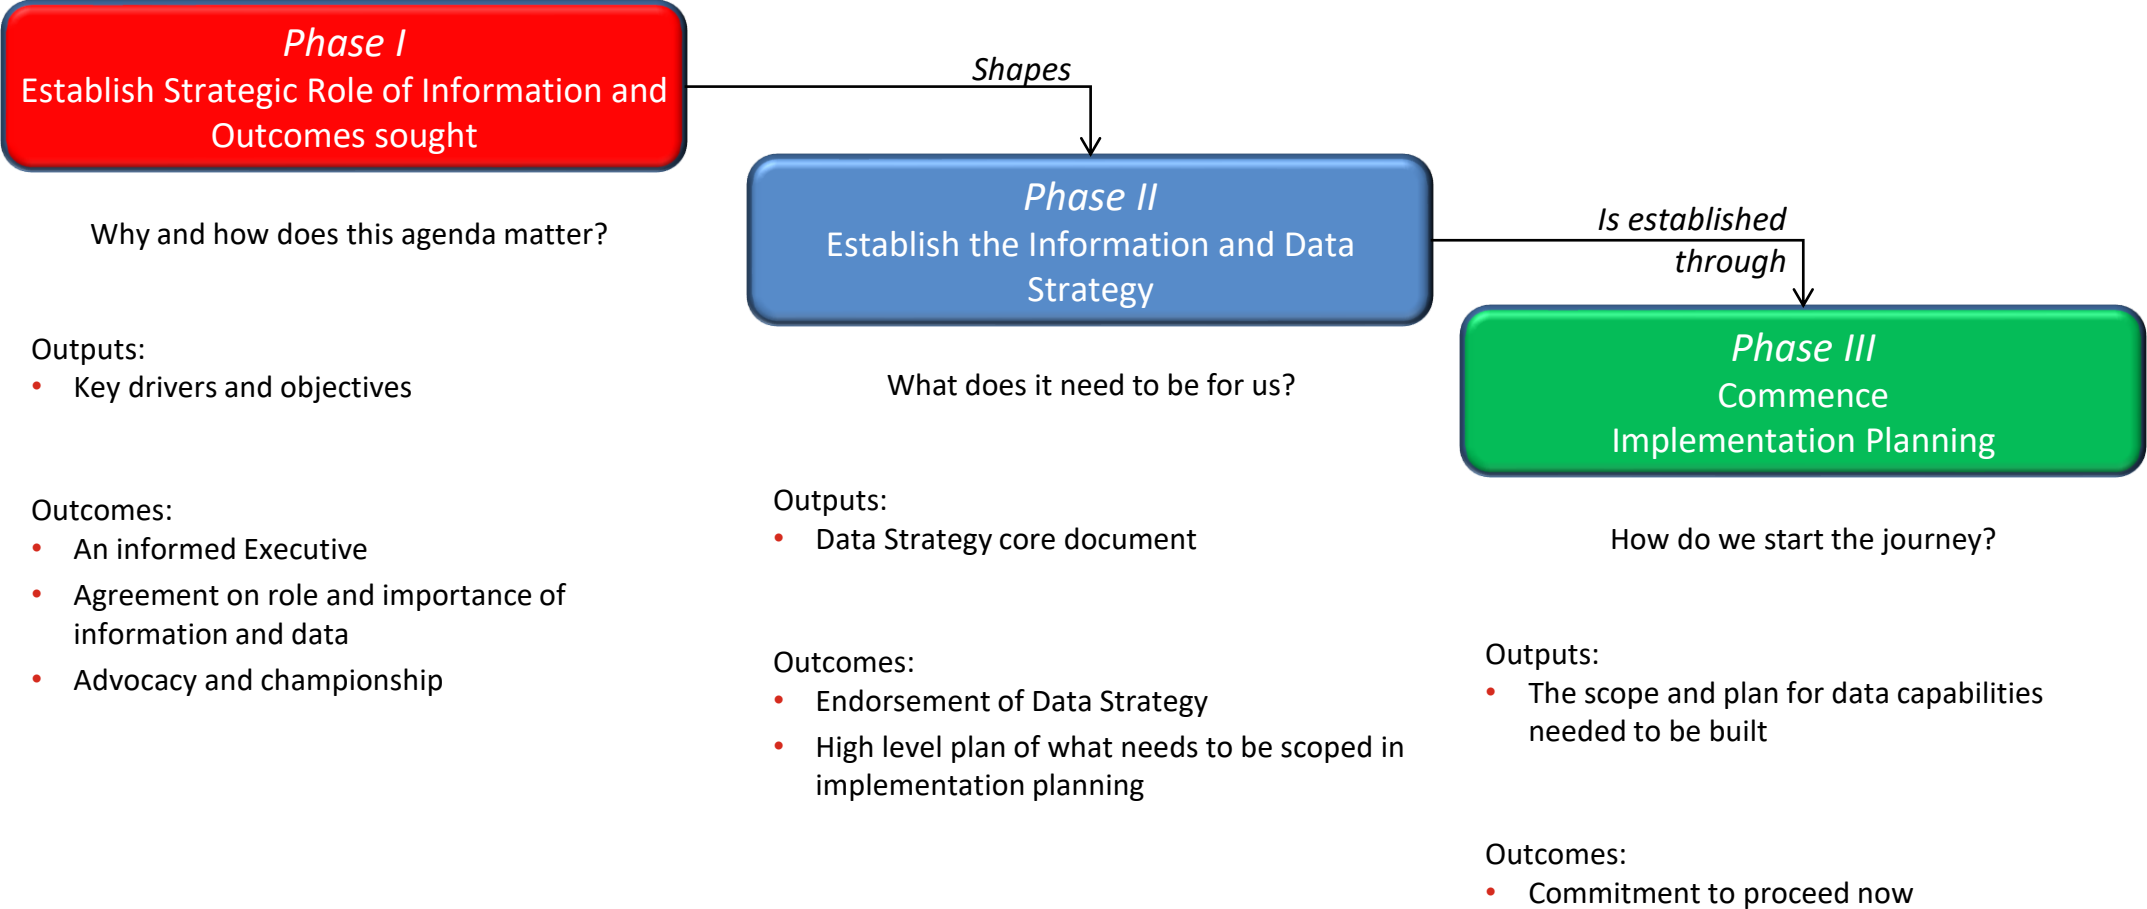 Phase I
Establish Strategic Role of Information and
Outcomes sought
Why and how does this agenda matter?
Outputs:
• Key drivers and objectives
Outcomes:
• An informed Executive
• Agreement on role and importance of
information and data
• Advocacy and championship
Shapes
Phase II
Establish the Information and Data
Strategy
What does it need to be for us?
Outputs:
• Data Strategy core document
Outcomes:
• Endorsement of Data Strategy
• High level plan of what needs to be scoped in
implementation planning
Is established
through
Phase III
Commence
Implementation Planning
How do we start the journey?
Outputs:
• The scope and plan for data capabilities
needed to be built
Outcomes:
• Commitment to proceed now